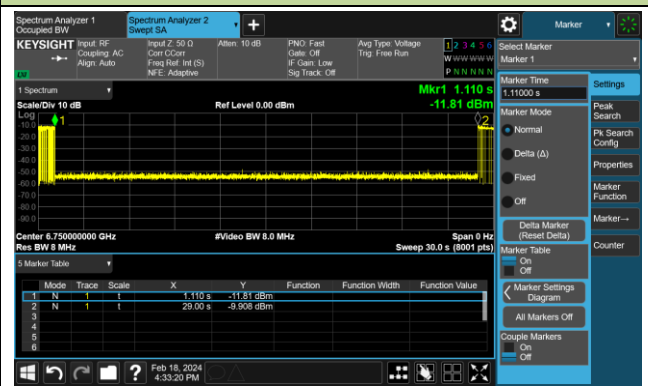 Spectrum Analyzer 1
Occupied BW
Spectrum Analyzer 2
Swept SA
Marker
KEYSIGHT
Input: RF
Coupling: AC
Align: Auto
Input Z: 50 Ω
Corr CCorr
Freq Ref: Int (S)
NFE: Adaptive
Atten: 10 dB
PNO: Fast
Gate: Off
IF Gain: Low
Sig Track: Off
Avg Type: Voltage
Trig: Free Run
1 2 3 4 5 6
W W W W W W
P N N N N N
LXI
1 Spectrum
Scale/Div 10 dB
Log
Ref Level 0.00 dBm
Mkr1 1.110 s
-11.81 dBm
1
2
-10.0
-20.0
-30.0
-40.0
-50.0
-60.0
-70.0
-80.0
-90.0
Center 6.750000000 GHz
Res BW 8 MHz
#Video BW 8.0 MHz
Span 0 Hz
Sweep 30.0 s (8001 pts)
5 Marker Table
Mode Trace Scale X Y Function Function Width Function Value
1 N 1 t 1.110 s -11.81 dBm
2 N 1 t 29.00 s -9.908 dBm
3
4
5
6
Feb 18, 2024
4:33:20 PM
Select Marker
Marker 1
Marker Time
1.11000 s
Marker Mode
Normal
Delta (Δ)
Fixed
Off
Delta Marker
(Reset Delta)
Marker Table
On
Off
Marker Settings
Diagram
All Markers Off
Couple Markers
On
Off
Settings
Peak
Search
Pk Search
Config
Properties
Marker
Function
Marker→
Counter